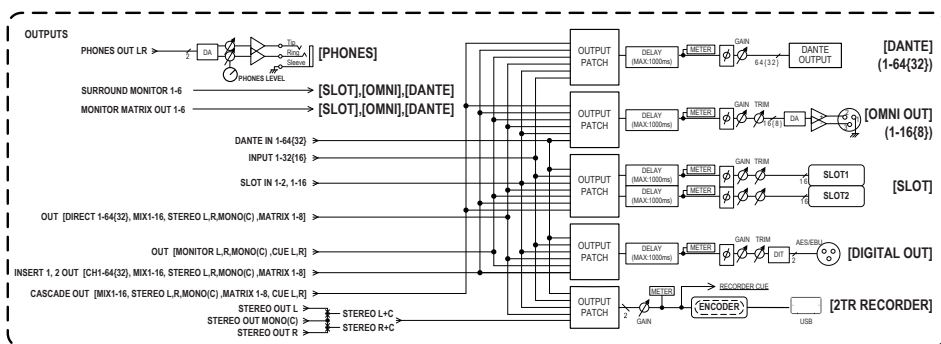 OUTPUTS
PHONES OUT LR
2
DA
Tip
Ring
Sleeve
PHONES LEVEL
[PHONES]
SURROUND MONITOR 1-6
[SLOT],[OMNI],[DANTE]
MONITOR MATRIX OUT 1-6
[SLOT],[OMNI],[DANTE]
DANTE IN 1-64{32}
INPUT 1-32{16}
SLOT IN 1-2, 1-16
OUT [DIRECT 1-64{32}, MIX1-16, STEREO L,R,MONO(C) ,MATRIX 1-8]
OUT [MONITOR L,R,MONO(C) ,CUE L,R]
INSERT 1, 2 OUT [CH1-64{32}, MIX1-16, STEREO L,R,MONO(C) ,MATRIX 1-8]
CASCADE OUT [MIX1-16, STEREO L,R,MONO(C) ,MATRIX 1-8, CUE L,R]
STEREO OUT L
STEREO OUT MONO(C)
STEREO OUT R
STEREO L+C
STEREO R+C
OUTPUT PATCH
DELAY (MAX:1000ms)
METER
ϕ
GAIN
64{32}
DANTE OUTPUT
[DANTE]
(1-64{32})
OUTPUT PATCH
DELAY (MAX:1000ms)
METER
ϕ
GAIN
TRIM
16{8}
DA
[OMNI OUT]
(1-16{8})
OUTPUT PATCH
DELAY (MAX:1000ms)
METER
ϕ
GAIN
TRIM
16
SLOT1
DELAY (MAX:1000ms)
METER
ϕ
16
SLOT2
[SLOT]
OUTPUT PATCH
DELAY (MAX:1000ms)
METER
ϕ
GAIN
TRIM
DIT
2
AES/EBU
[DIGITAL OUT]
OUTPUT PATCH
2
GAIN
METER
RECORDER CUE
(ENCODER)
USB
[2TR RECORDER]